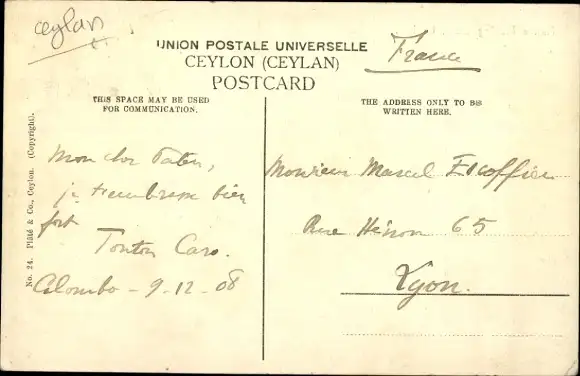 ceylan
UNION POSTALE UNIVERSELLE
CEYLON (CEYLAN)
POSTCARD
France
THIS SPACE MAY BE USED
FOR COMMUNICATION.
THE ADDRESS ONLY TO BE
WRITTEN HERE.
Mon cher
je t'embrasse bien
fort
Tonton Caro.
Colombo - 9-12-08
Monsieur Marcel Escoffier
Rue Hénon 65
Lyon.
No. 24. Plâté & Co., Ceylon. (Copyright).